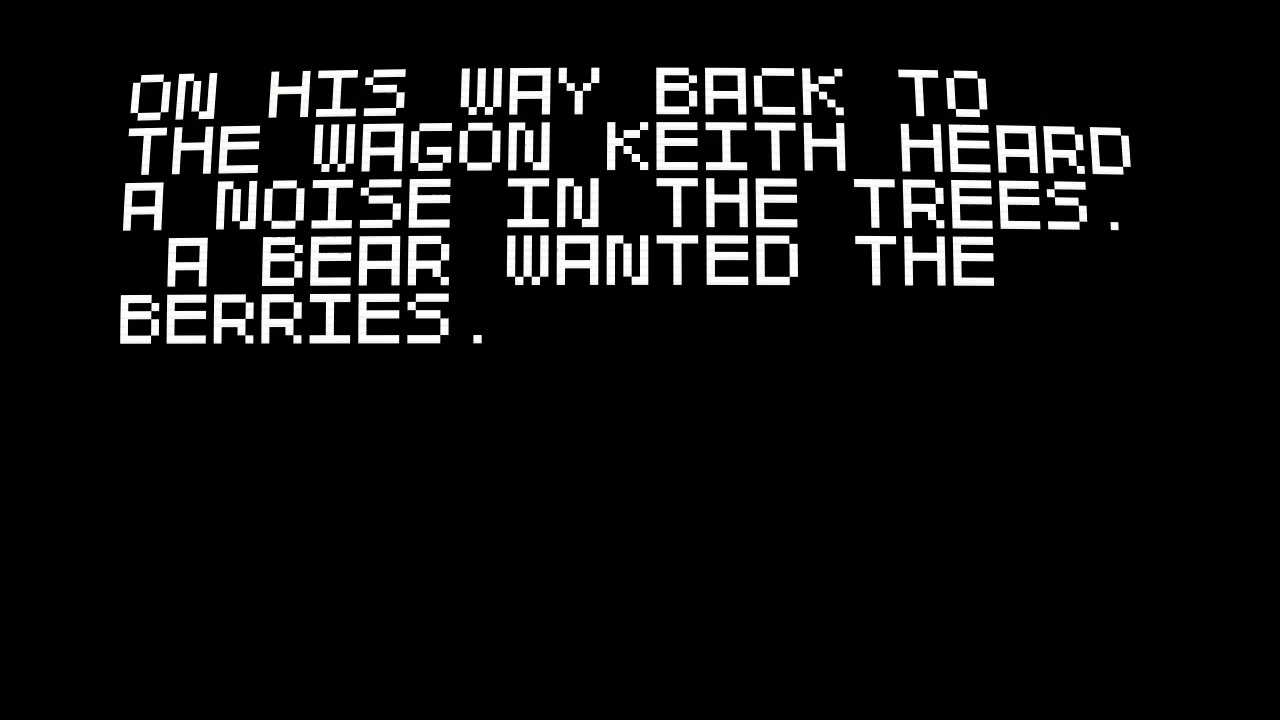 ON HIS WAY BACK TO
THE WAGON KEITH HEARD
A NOISE IN THE TREES.
A BEAR WANTED THE
BERRIES.